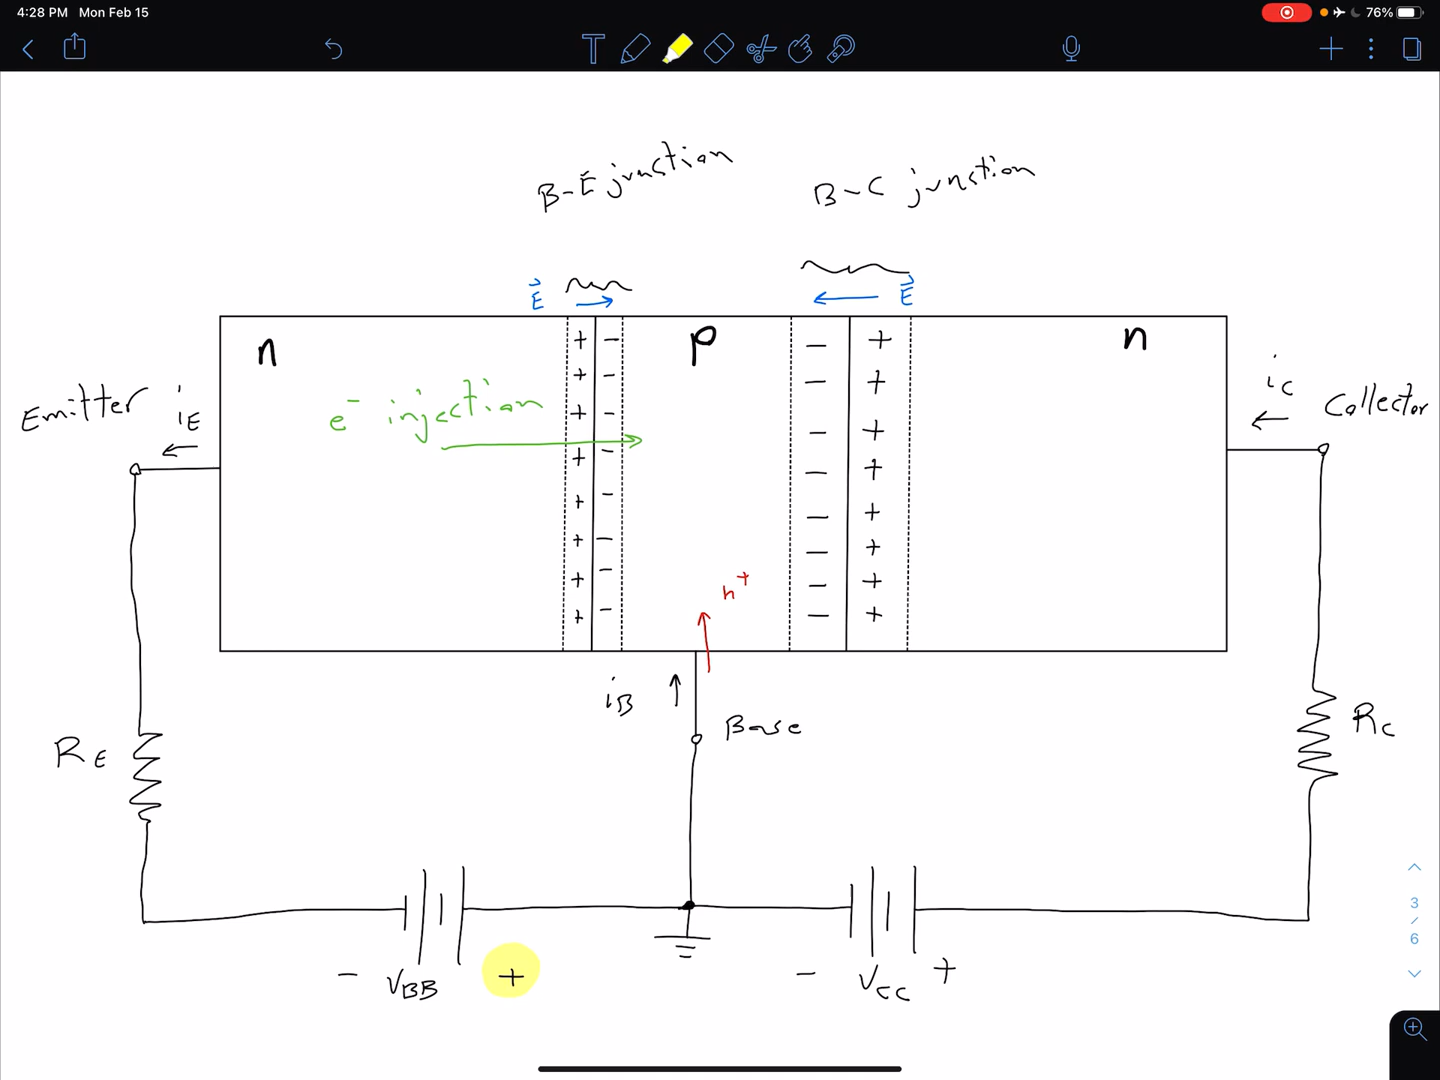 4:28 PM Mon Feb 15
76%
B-E junction
B-C junction
E
E
n
p
n
+ - - +
+ - - +
+ -
+ - - +
+ - - +
+ - - +
+ - - +
+ - - +
+ - - +
Emitter
iE
e- injection
iC
Collector
h+
iB
Base
RE
RC
3
/
6
- VBB +
- VCC +